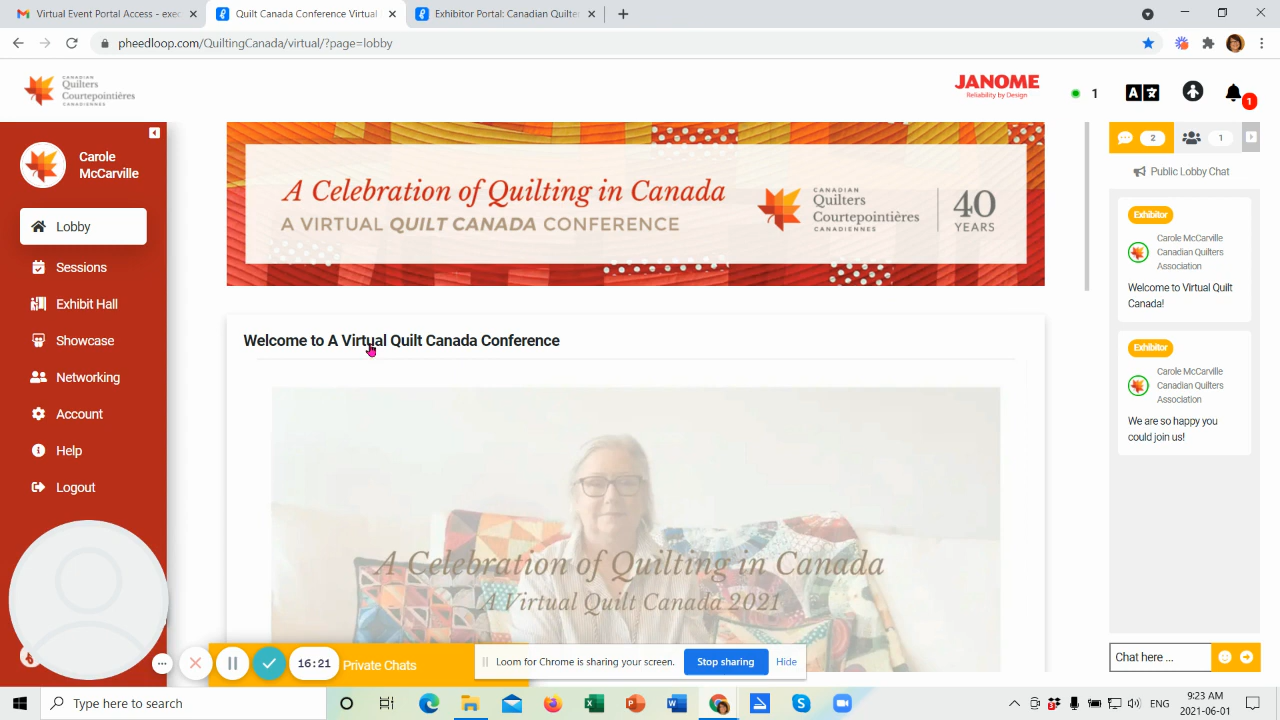 Virtual Event Portal Access - exec
Quilt Canada Conference Virtual
Exhibitor Portal: Canadian Quilter
pheedloop.com/QuiltingCanada/virtual/?page=lobby
CANADIAN
Quilters
Courtepointières
CANADIENNES
JANOME
Reliability by Design
1
A
1
Carole
McCarville
Lobby
Sessions
Exhibit Hall
Showcase
Networking
Account
Help
Logout
A Celebration of Quilting in Canada
A VIRTUAL QUILT CANADA CONFERENCE
CANADIAN
Quilters
Courtepointières
CANADIENNES
40
YEARS
Welcome to A Virtual Quilt Canada Conference
A Celebration of Quilting in Canada
A Virtual Quilt Canada 2021
2
1
Public Lobby Chat
Exhibitor
Carole McCarville
Canadian Quilters
Association
Welcome to Virtual Quilt
Canada!
Exhibitor
Carole McCarville
Canadian Quilters
Association
We are so happy you
could join us!
Chat here ...
16:21
Private Chats
Loom for Chrome is sharing your screen.
Stop sharing
Hide
Type here to search
ENG
9:23 AM
2021-06-01